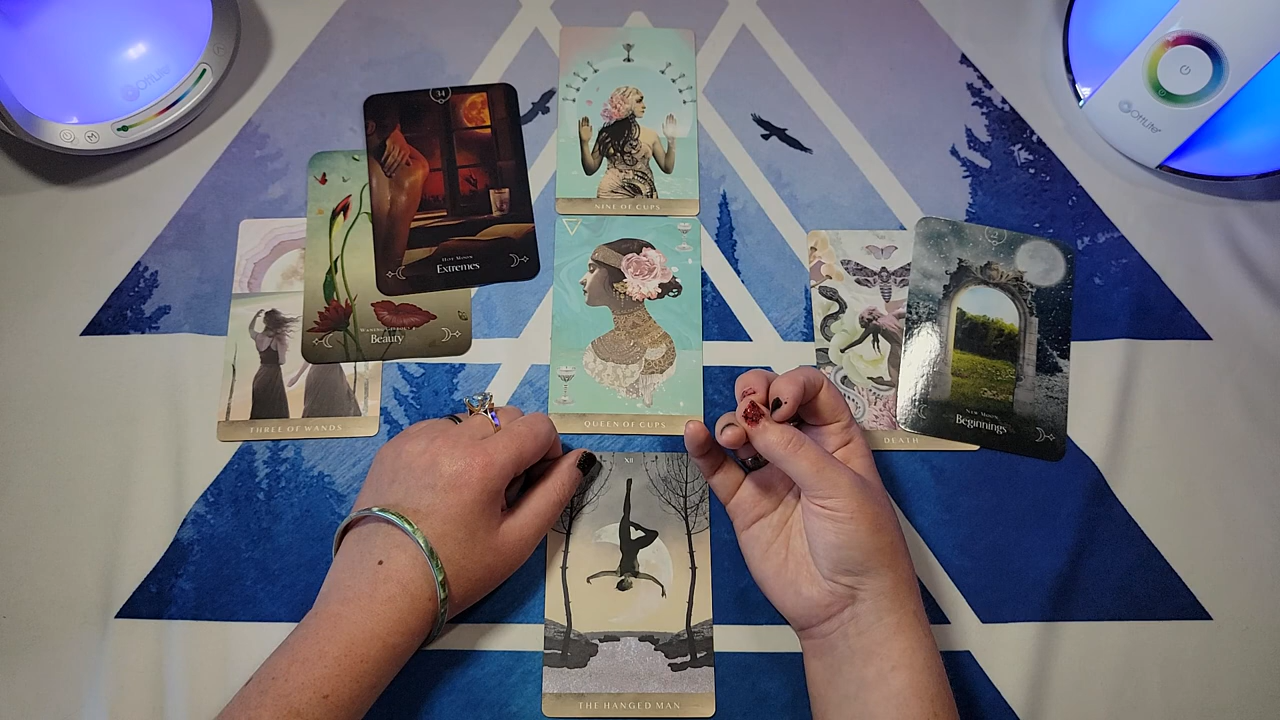 OttLite
M
OttLite
34
NINE OF CUPS
Half Moon
Extremes
Beauty
THREE OF WANDS
QUEEN OF CUPS
DEATH
New Moon
Beginnings
XII
THE HANGED MAN